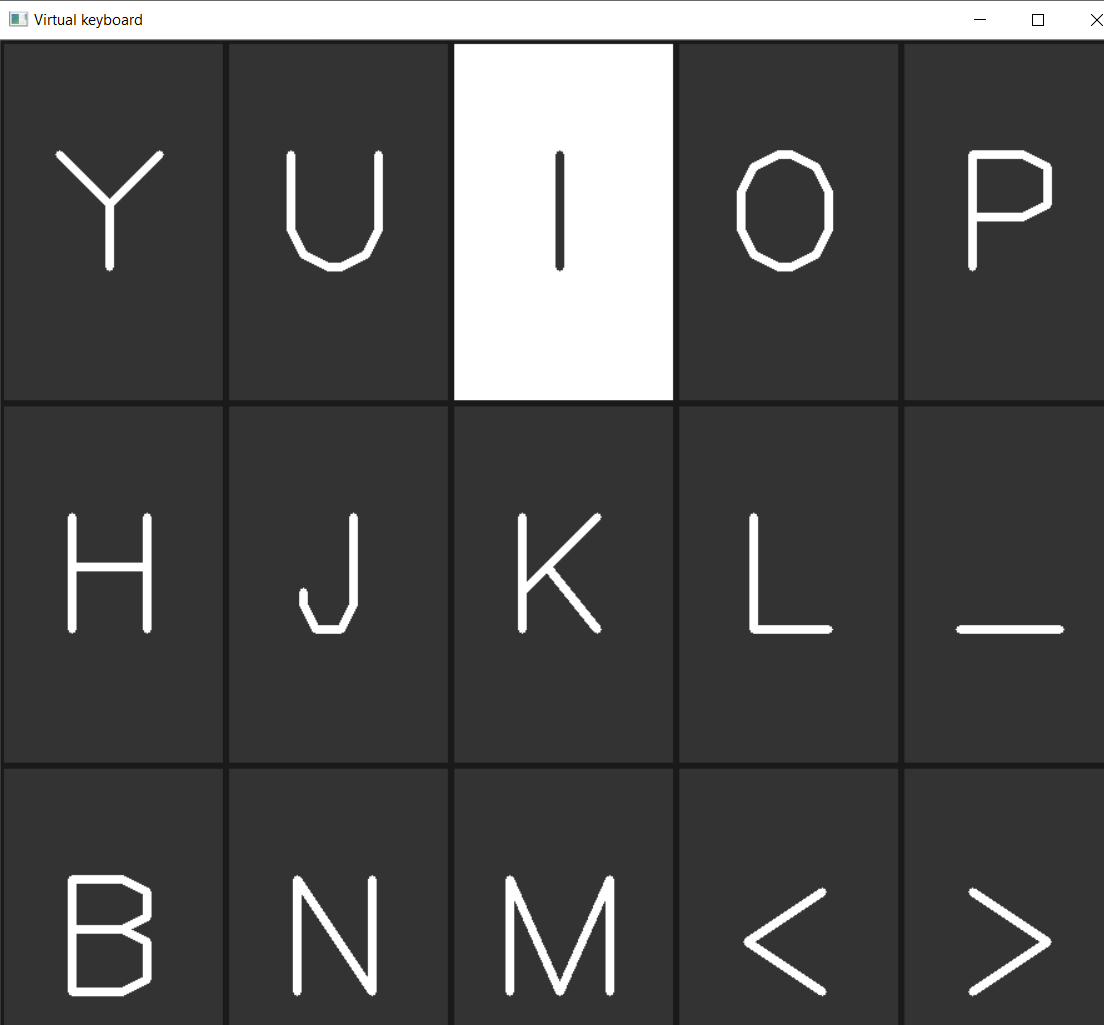 Virtual keyboard
Y U I O P
H J K L _
B N M < >